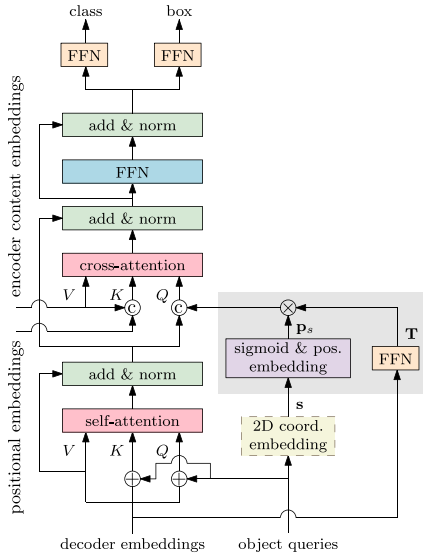 class box
FFN FFN
add & norm
FFN
add & norm
cross-attention
V K Q
c c
encoder content embeddings
positional embeddings
add & norm
self-attention
V K Q
+ +
decoder embeddings
×
p_s
T
sigmoid & pos.
embedding
FFN
s
2D coord.
embedding
object queries